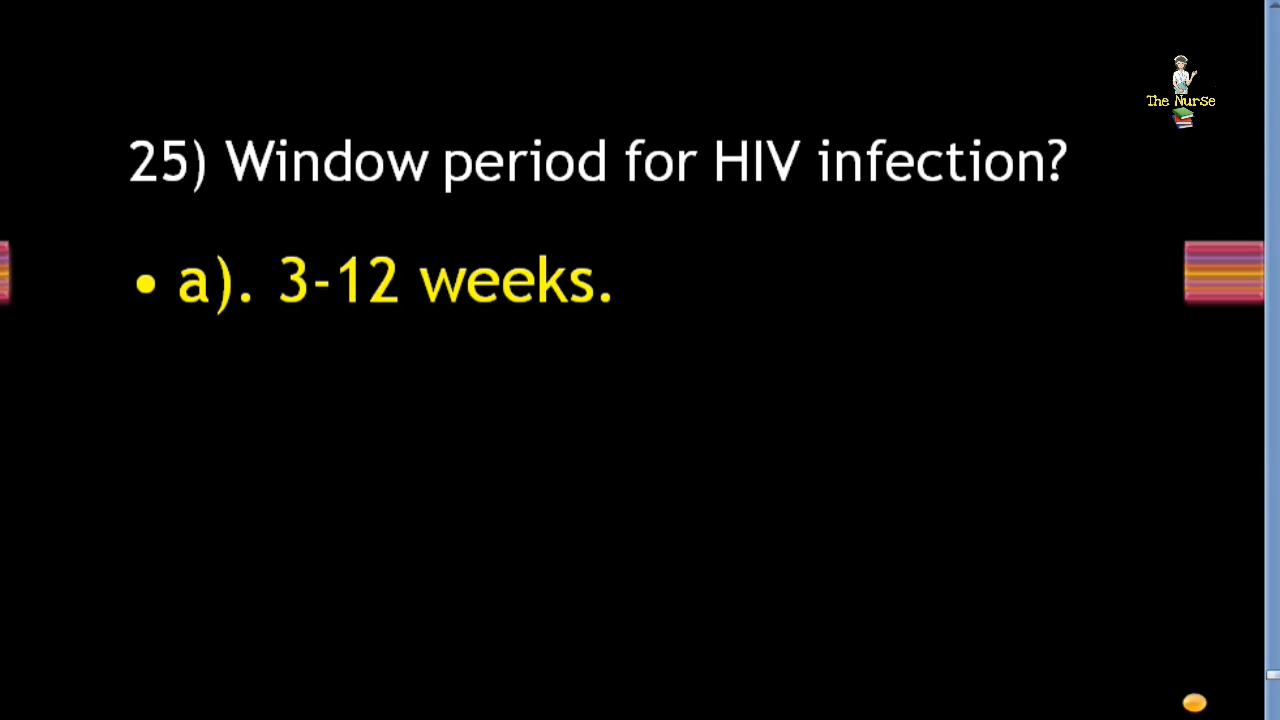 The Nurse
25) Window period for HIV infection?
• a). 3-12 weeks.